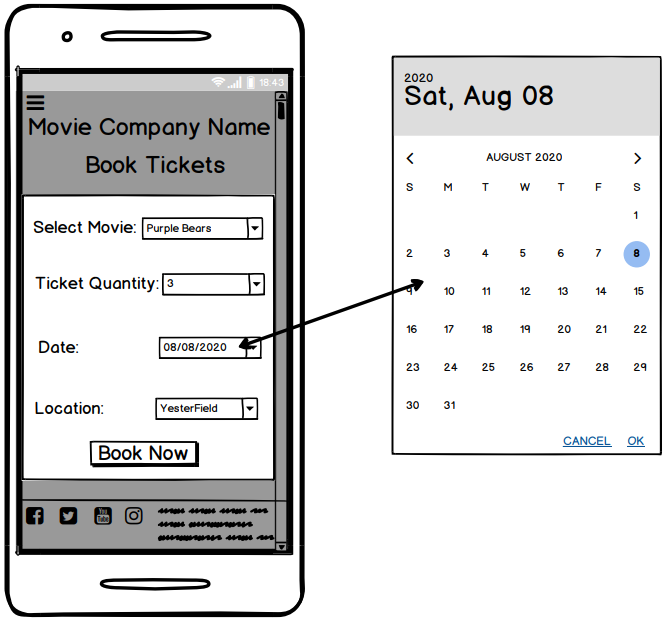 18:43
Movie Company Name
Book Tickets
Select Movie: Purple Bears
Ticket Quantity: 3
Date: 08/08/2020
Location: YesterField
Book Now
You
Tube
2020
Sat, Aug 08
AUGUST 2020
S M T W T F S
1
2 3 4 5 6 7 8
9 10 11 12 13 14 15
16 17 18 19 20 21 22
23 24 25 26 27 28 29
30 31
CANCEL OK